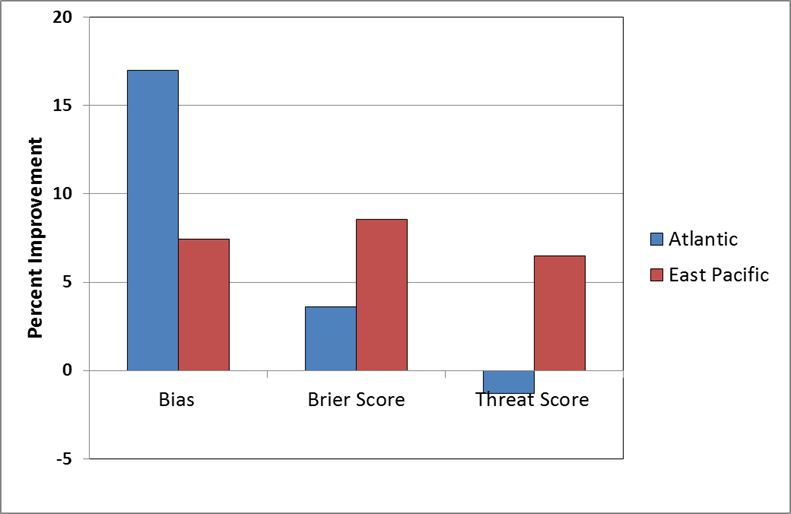 20
15
10
5
0
-5
Percent Improvement
Bias
Brier Score
Threat Score
Atlantic
East Pacific